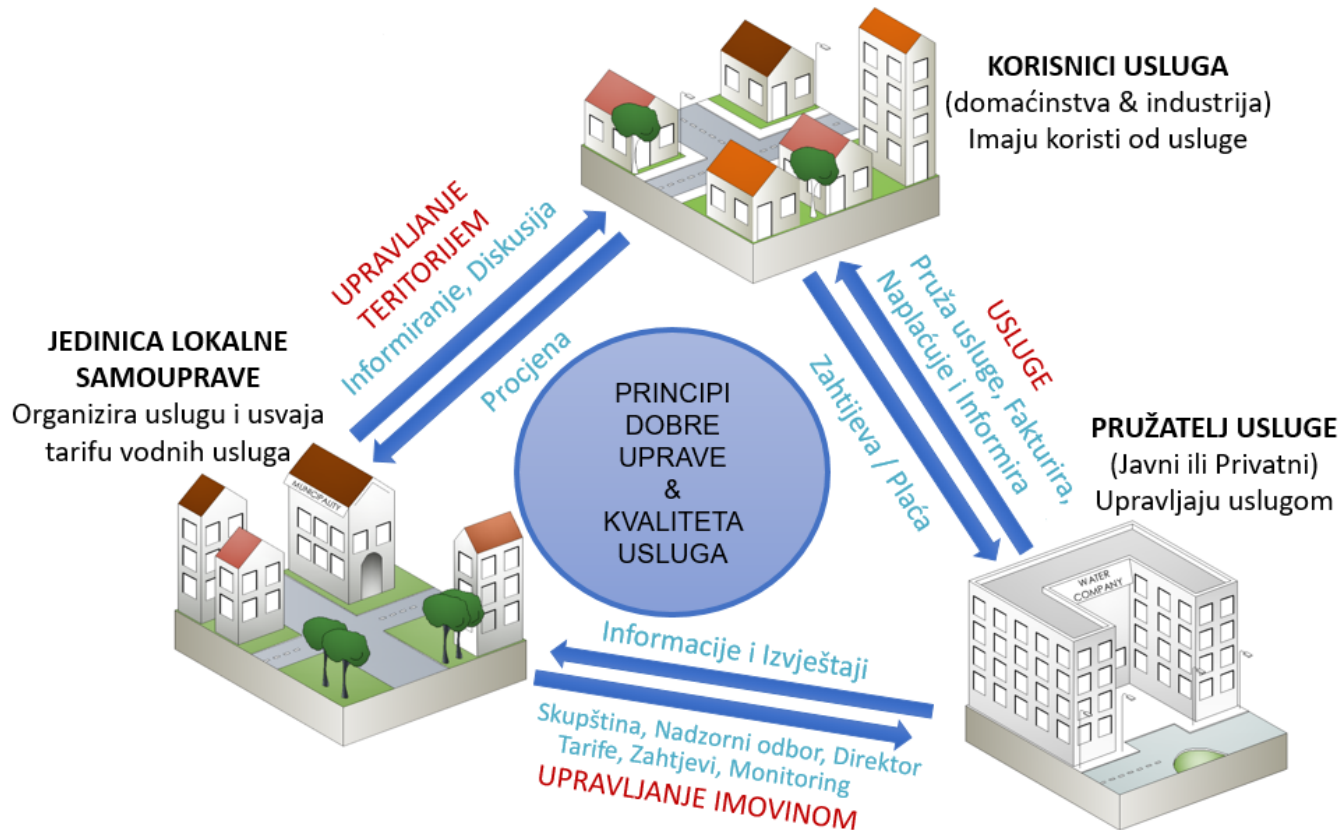 KORISNICI USLUGA
(domaćinstva & industrija)
Imaju koristi od usluge
UPRAVLJANJE
TERITORIJEM
Informiranje, Diskusija
Procjena
JEDINICA LOKALNE
SAMOUPRAVE
Organizira uslugu i usvaja
tarifu vodnih usluga
MUNICIPALITY
PRINCIPI
DOBRE
UPRAVE
&
KVALITETA
USLUGA
USLUGE
Pruža usluge, Fakturira,
Naplaćuje i Informira
Zahtijeva / Plaća
PRUŽATELJ USLUGE
(Javni ili Privatni)
Upravljaju uslugom
WATER
COMPANY
Informacije i Izvještaji
Skupština, Nadzorni odbor, Direktor
Tarife, Zahtjevi, Monitoring
UPRAVLJANJE IMOVINOM